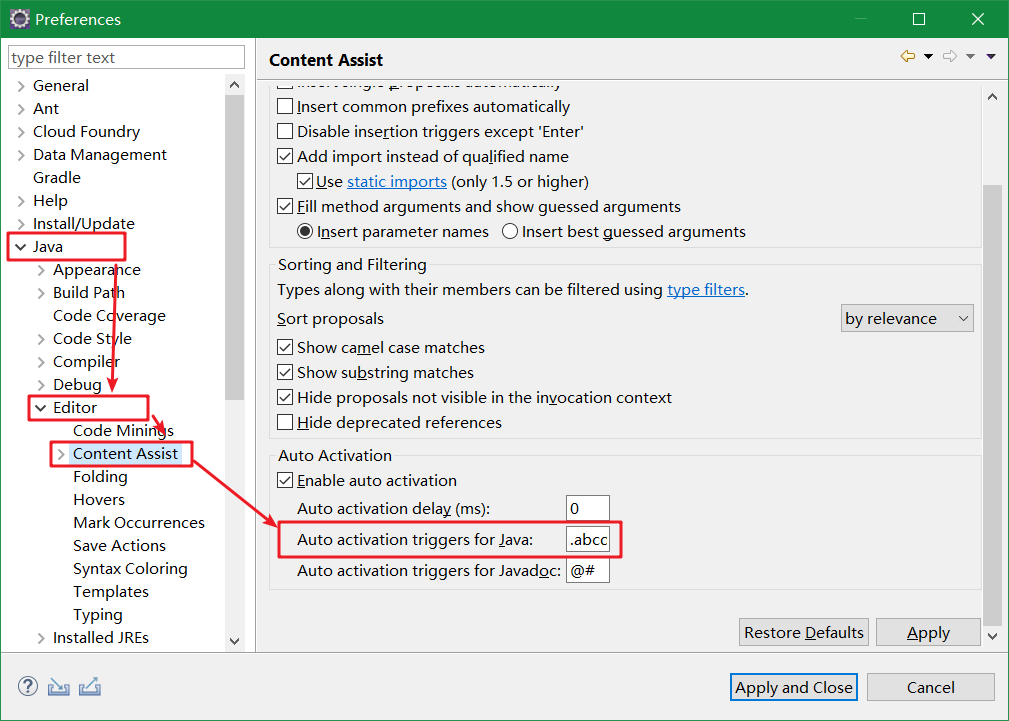 Preferences
type filter text
General
Ant
Cloud Foundry
Data Management
Gradle
Help
Install/Update
Java
Appearance
Build Path
Code Coverage
Code Style
Compiler
Debug
Editor
Code Minings
Content Assist
Folding
Hovers
Mark Occurrences
Save Actions
Syntax Coloring
Templates
Typing
Installed JREs
Content Assist
Insert single proposals automatically
Insert common prefixes automatically
Disable insertion triggers except 'Enter'
Add import instead of qualified name
Use static imports (only 1.5 or higher)
Fill method arguments and show guessed arguments
Insert parameter names Insert best guessed arguments
Sorting and Filtering
Types along with their members can be filtered using type filters.
Sort proposals by relevance
Show camel case matches
Show substring matches
Hide proposals not visible in the invocation context
Hide deprecated references
Auto Activation
Enable auto activation
Auto activation delay (ms): 0
Auto activation triggers for Java: .abcc
Auto activation triggers for Javadoc: @#
Restore Defaults Apply
? Apply and Close Cancel